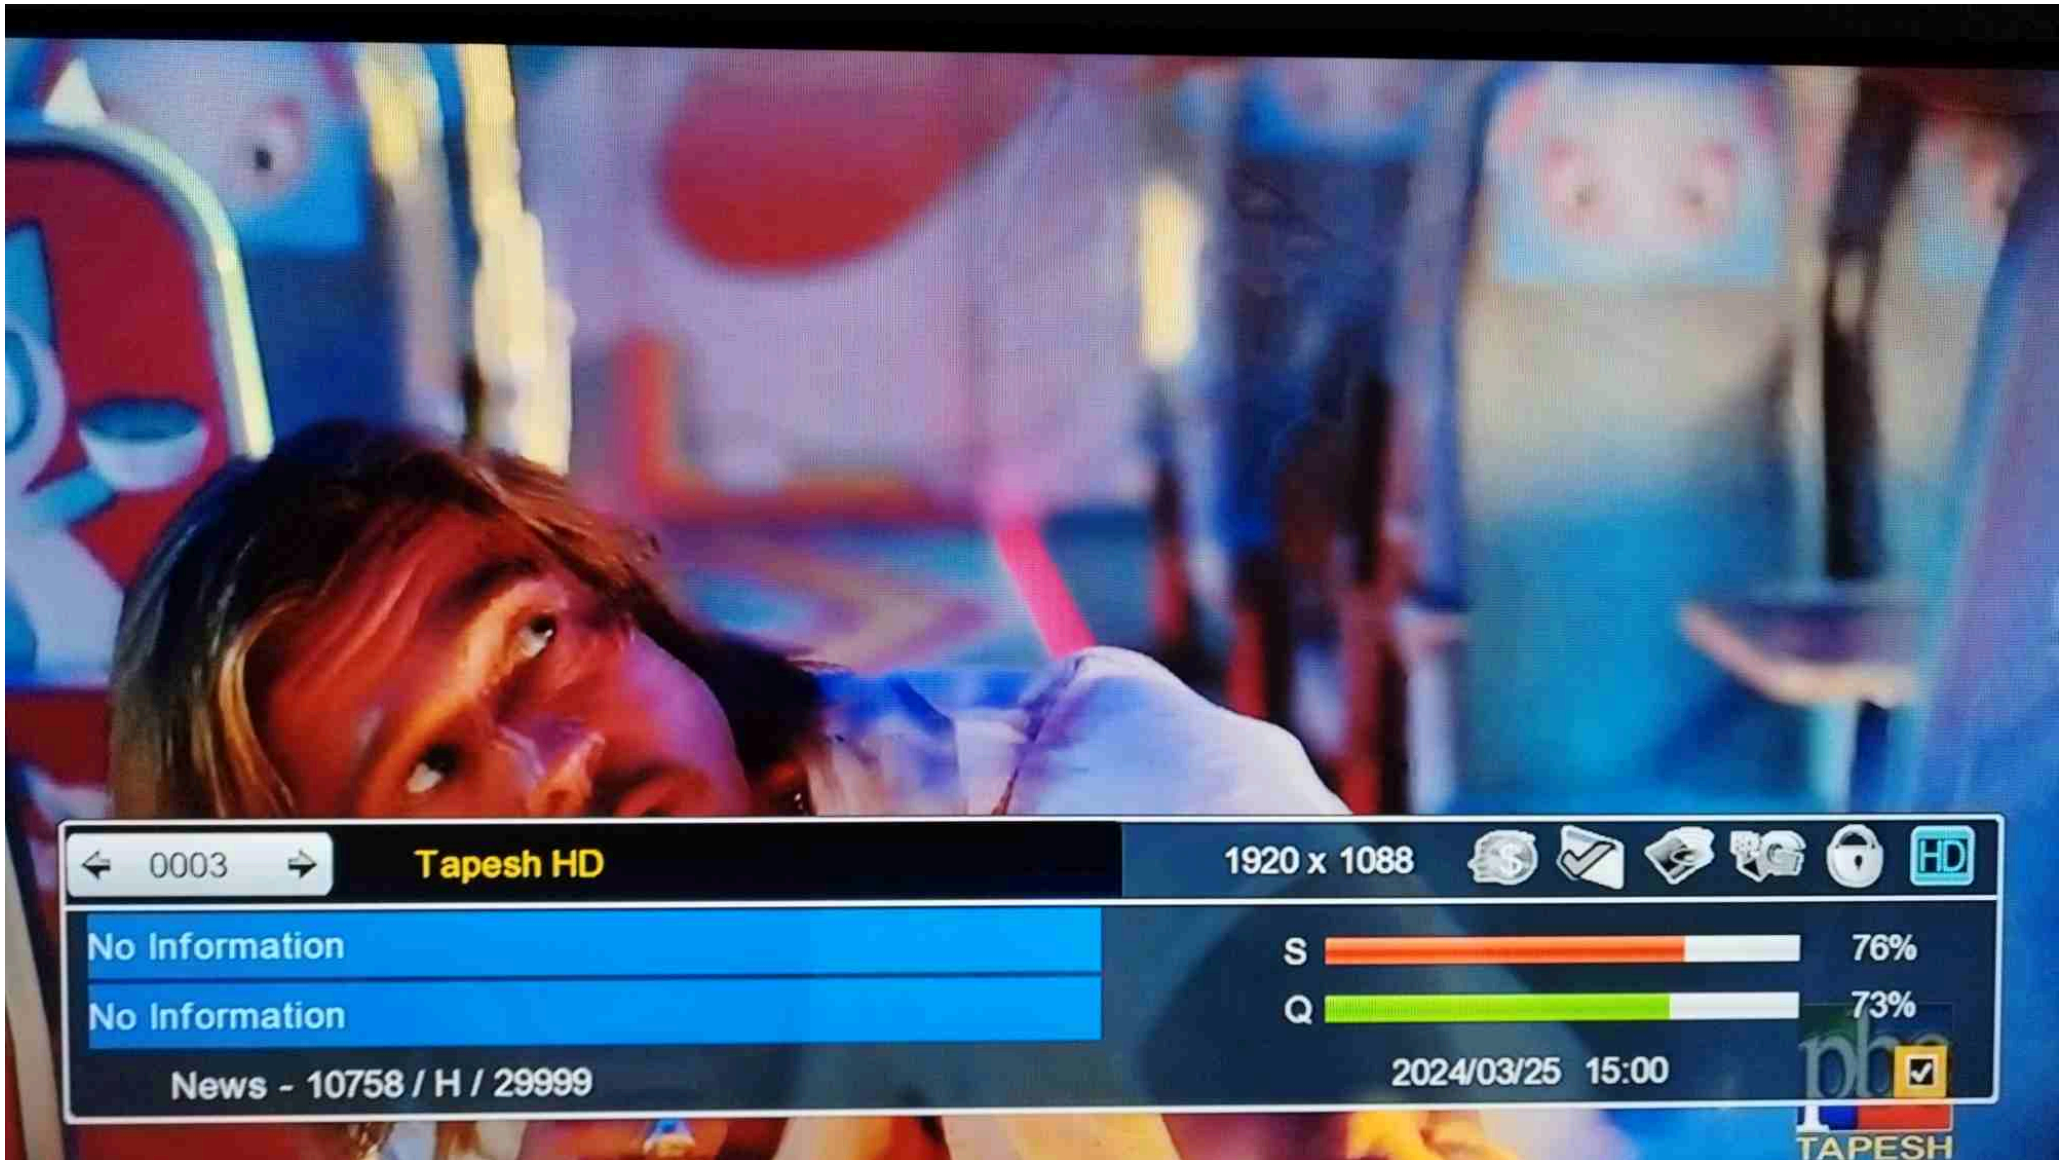 0003
Tapesh HD
1920 x 1088
HD
No Information
No Information
S 76%
Q 73%
News - 10758 / H / 29999
2024/03/25 15:00
TAPESH